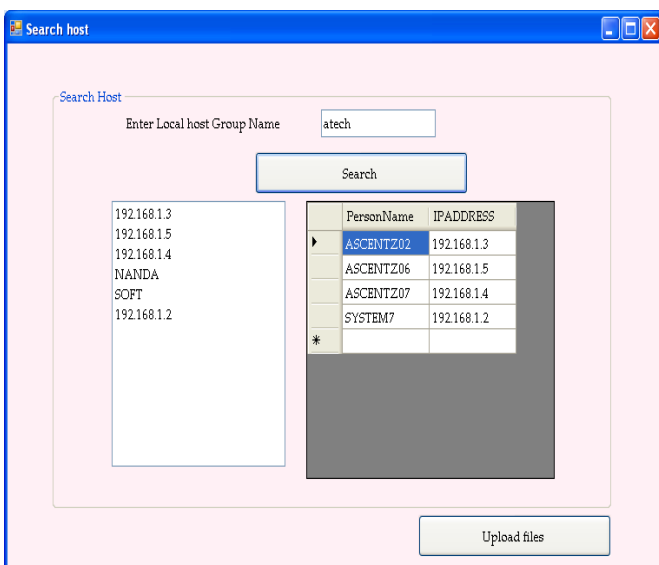 Search host
Search Host
Enter Local host Group Name atech
Search
192.168.1.3
192.168.1.5
192.168.1.4
NANDA
SOFT
192.168.1.2
PersonName IPADDRESS
ASCENTZ02 192.168.1.3
ASCENTZ06 192.168.1.5
ASCENTZ07 192.168.1.4
SYSTEM7 192.168.1.2
Upload files